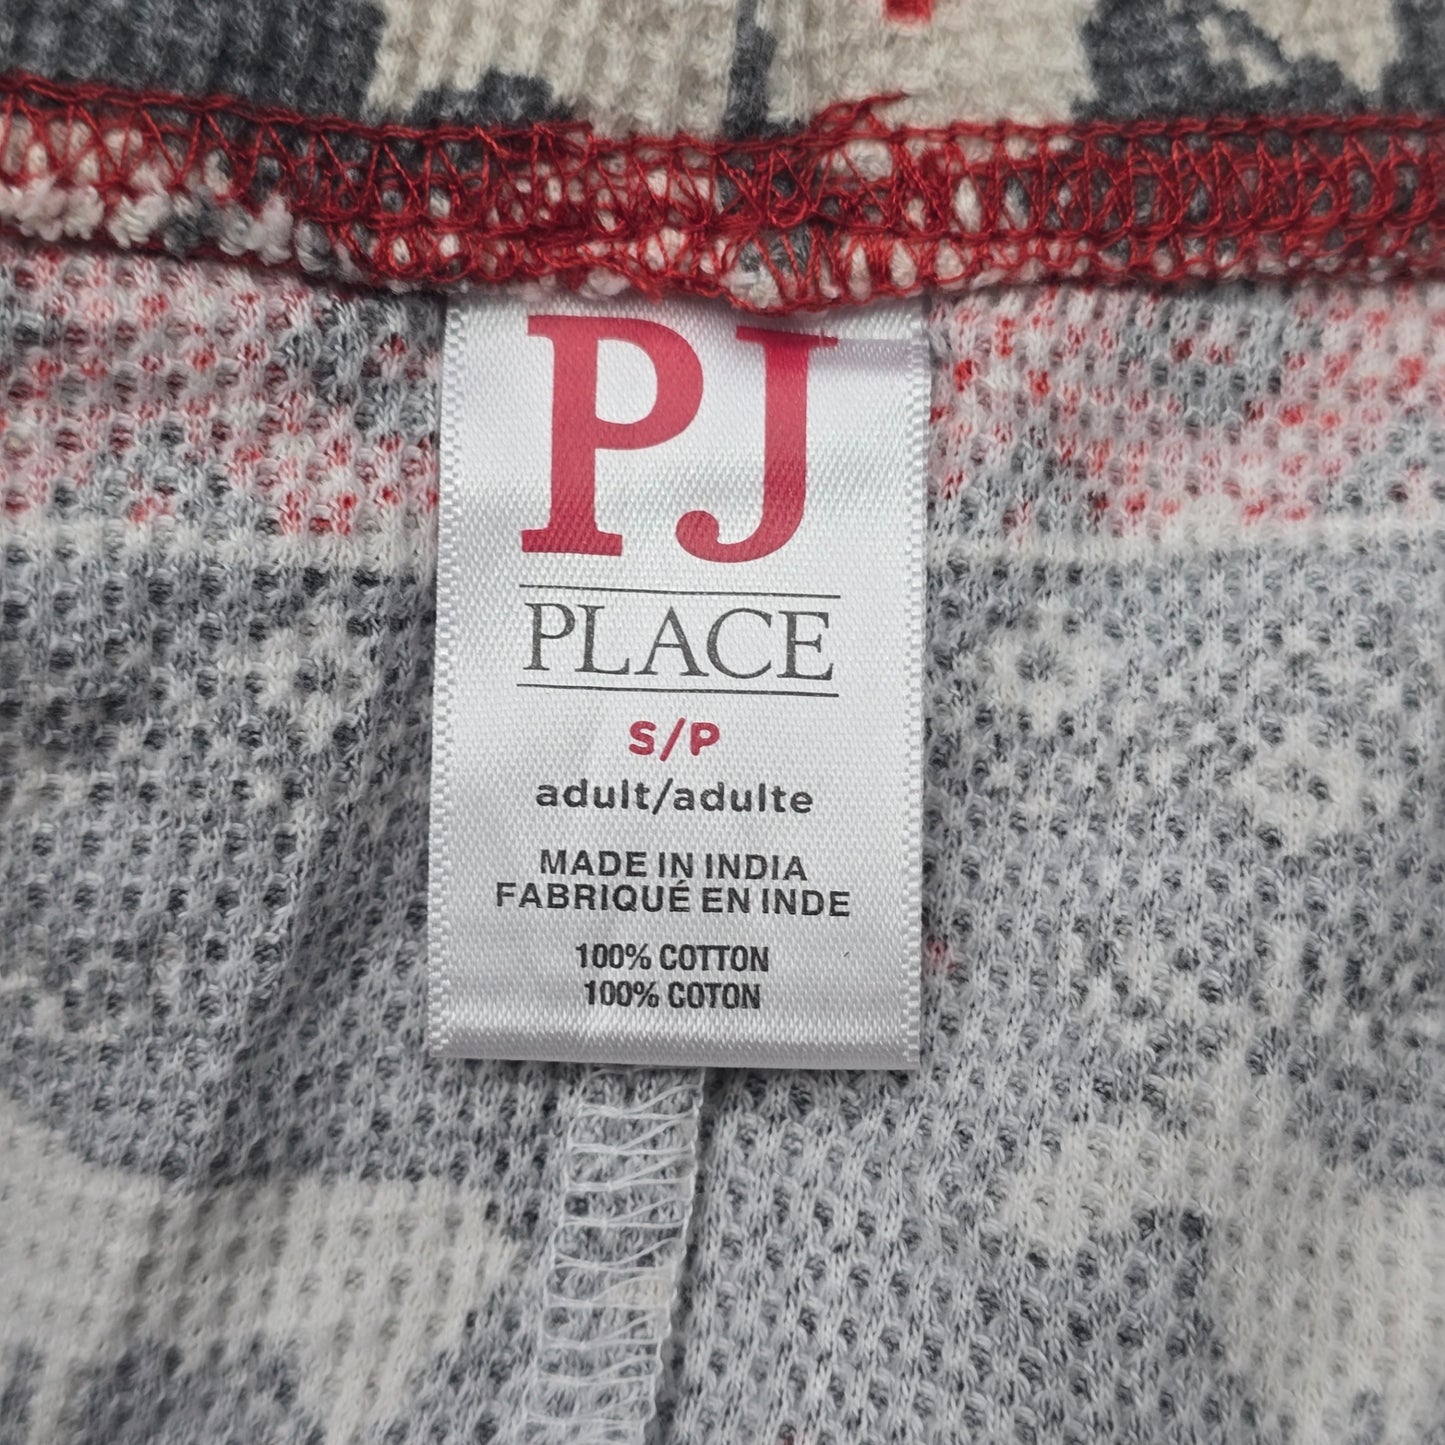 PJ
PLACE
S/P
adult/adulte
MADE IN INDIA
FABRIQUÉ EN INDE
100% COTTON
100% COTON